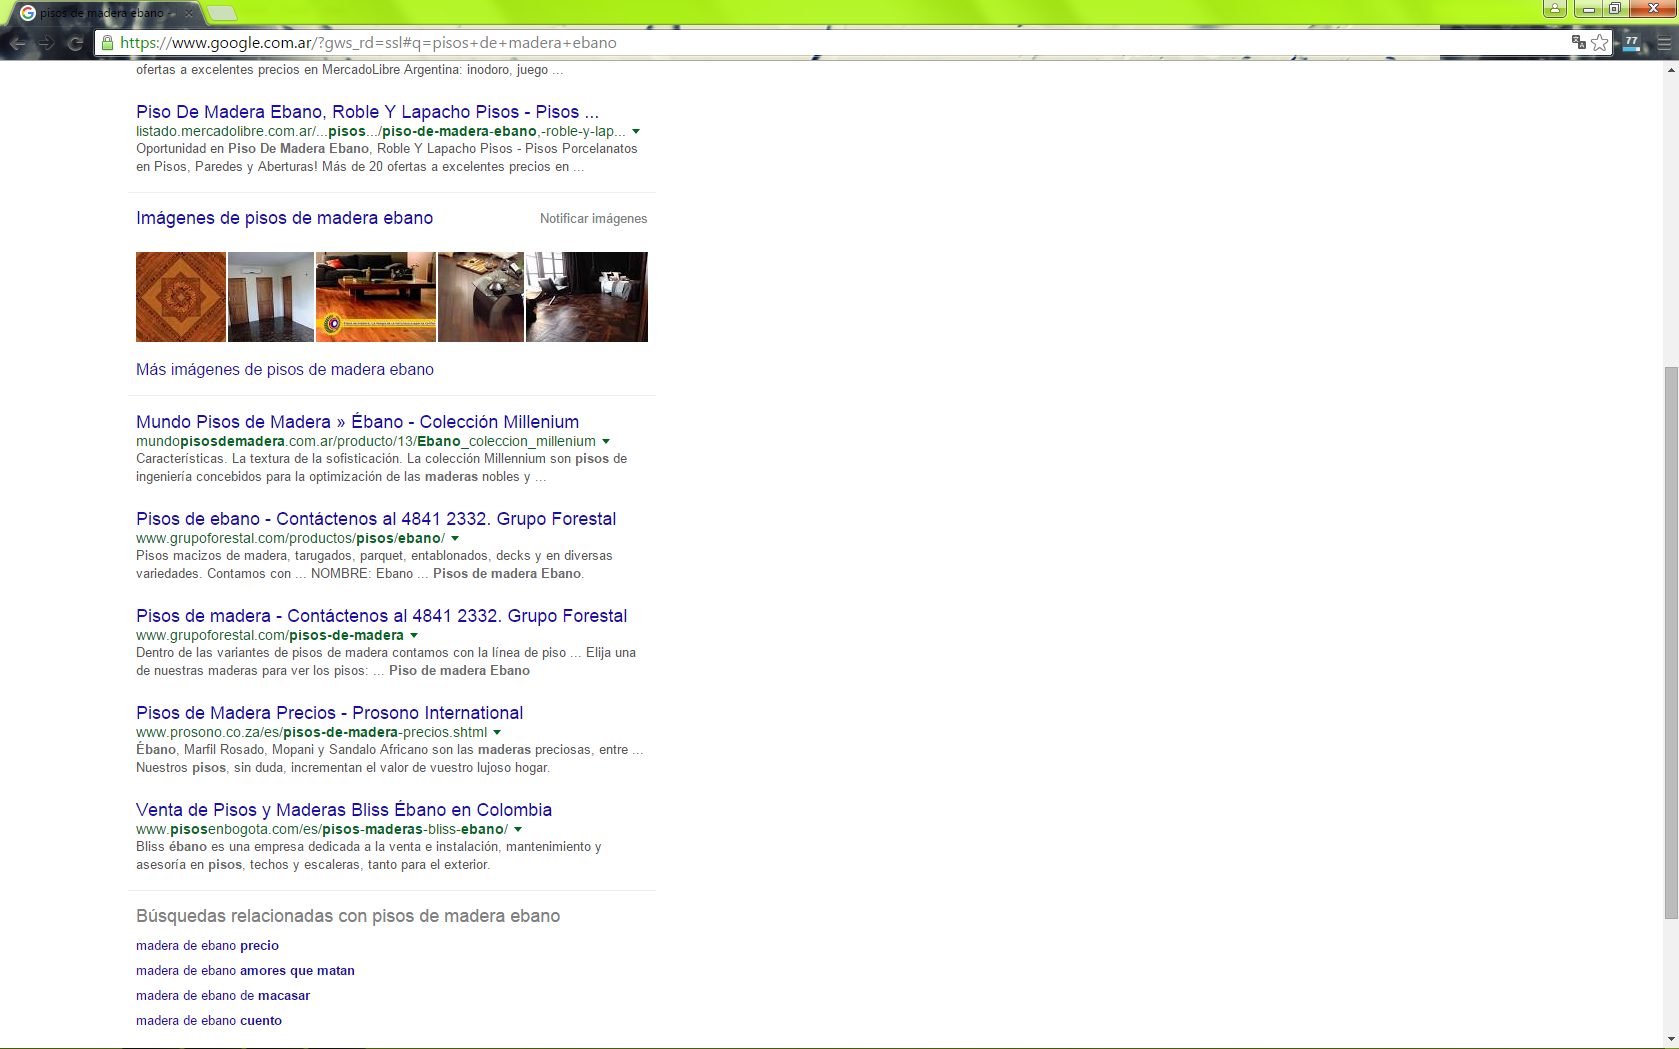 pisos de madera ebano
https://www.google.com.ar/?gws_rd=ssl#q=pisos+de+madera+ebano
77
ofertas a excelentes precios en MercadoLibre Argentina: inodoro, juego ...
Piso De Madera Ebano, Roble Y Lapacho Pisos - Pisos ...
listado.mercadolibre.com.ar/...pisos.../piso-de-madera-ebano,-roble-y-lap...
Oportunidad en Piso De Madera Ebano, Roble Y Lapacho Pisos - Pisos Porcelanatos
en Pisos, Paredes y Aberturas! Más de 20 ofertas a excelentes precios en ...
Imágenes de pisos de madera ebano
Notificar imágenes
Más imágenes de pisos de madera ebano
Mundo Pisos de Madera » Ébano - Colección Millenium
mundopisosdemadera.com.ar/producto/13/Ebano_coleccion_millenium
Características. La textura de la sofisticación. La colección Millennium son pisos de
ingeniería concebidos para la optimización de las maderas nobles y ...
Pisos de ebano - Contáctenos al 4841 2332. Grupo Forestal
www.grupoforestal.com/productos/pisos/ebano/
Pisos macizos de madera, tarugados, parquet, entablonados, decks y en diversas
variedades. Contamos con ... NOMBRE: Ebano ... Pisos de madera Ebano.
Pisos de madera - Contáctenos al 4841 2332. Grupo Forestal
www.grupoforestal.com/pisos-de-madera
Dentro de las variantes de pisos de madera contamos con la línea de piso ... Elija una
de nuestras maderas para ver los pisos: ... Piso de madera Ebano
Pisos de Madera Precios - Prosono International
www.prosono.co.za/es/pisos-de-madera-precios.shtml
Ébano, Marfil Rosado, Mopani y Sandalo Africano son las maderas preciosas, entre ...
Nuestros pisos, sin duda, incrementan el valor de vuestro lujoso hogar.
Venta de Pisos y Maderas Bliss Ébano en Colombia
www.pisosenbogota.com/es/pisos-maderas-bliss-ebano/
Bliss ébano es una empresa dedicada a la venta e instalación, mantenimiento y
asesoría en pisos, techos y escaleras, tanto para el exterior.
Búsquedas relacionadas con pisos de madera ebano
madera de ebano precio
madera de ebano amores que matan
madera de ebano de macasar
madera de ebano cuento